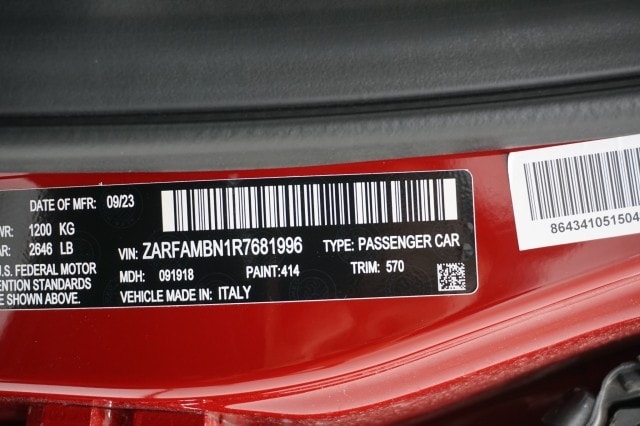 DATE OF MFR: 09/23
WR: 1200 KG
AR: 2646 LB
VIN: ZARFAMBN1R7681996 TYPE: PASSENGER CAR
.S. FEDERAL MOTOR MDH: 091918 PAINT: 414 TRIM: 570
ENTION STANDARDS VEHICLE MADE IN: ITALY
E SHOWN ABOVE.
864341051504